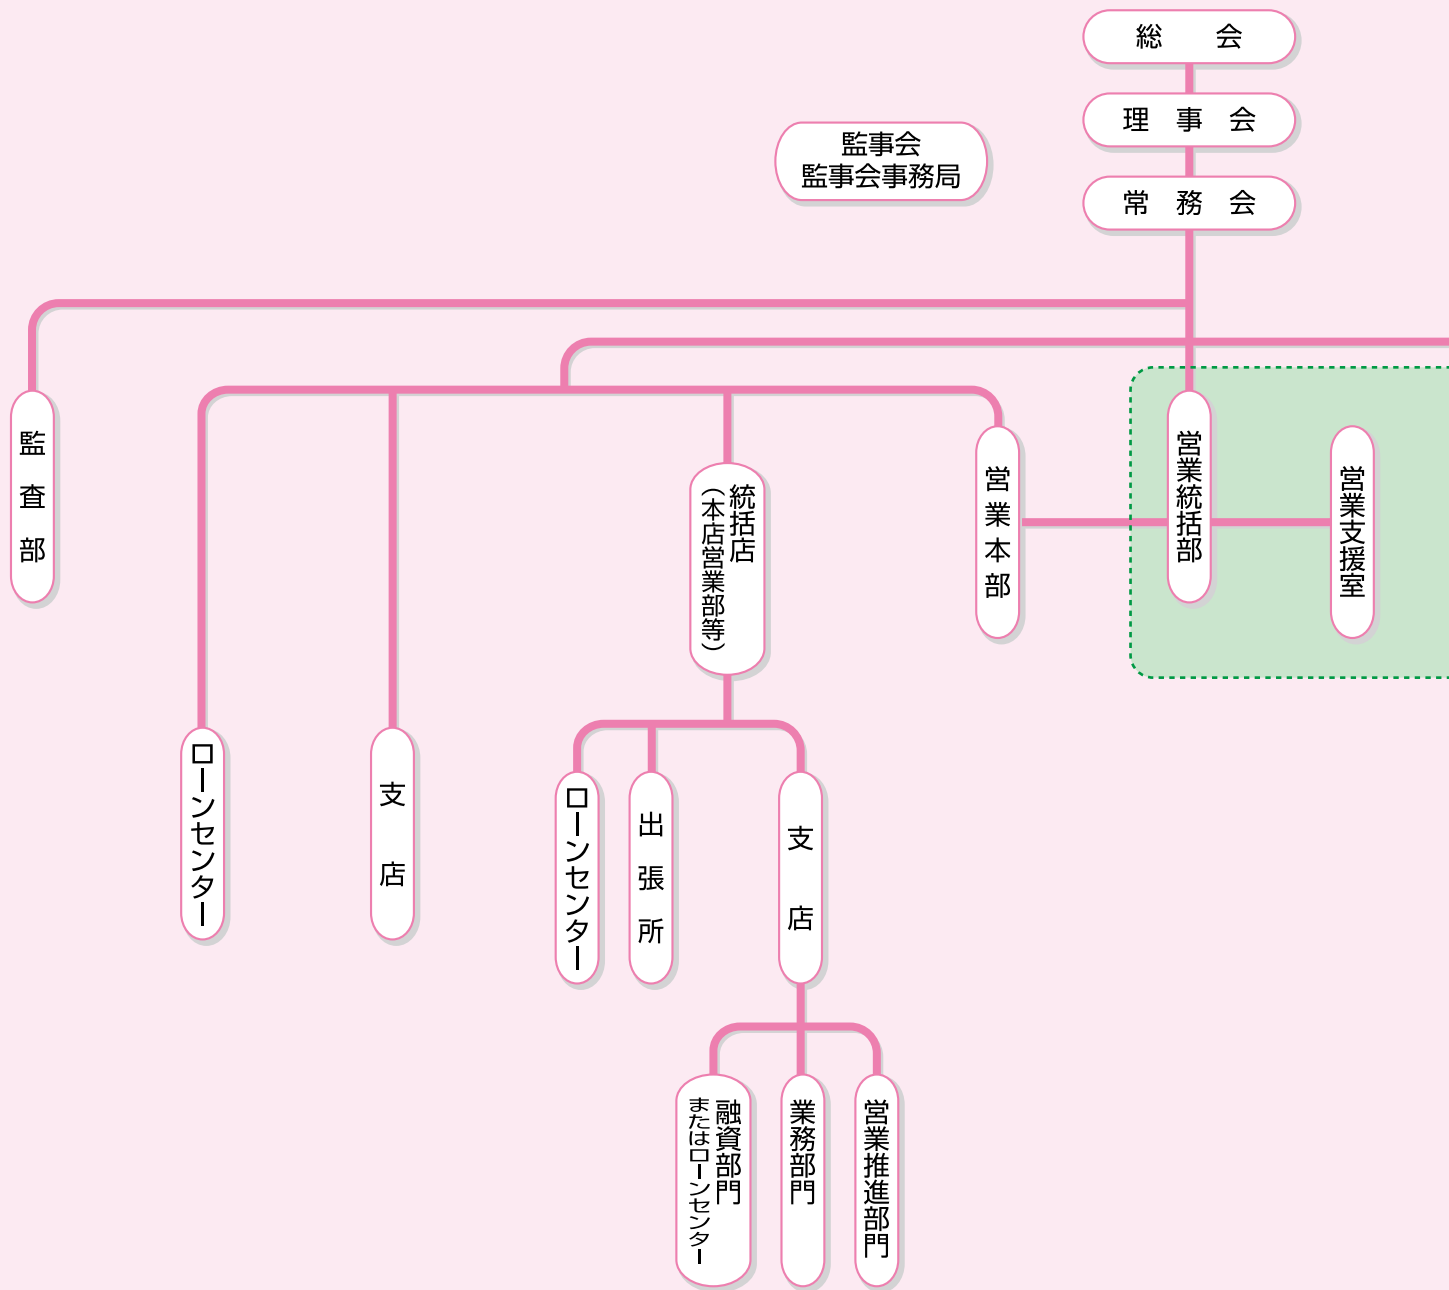 総　会
理　事　会
監事会
監事会事務局
常　務　会
監査部
統括店
（本店営業部等）
営業本部
営業統括部
営業支援室
ローンセンター
支店
ローンセンター
出張所
支店
融資部門
またはローンセンター
業務部門
営業推進部門